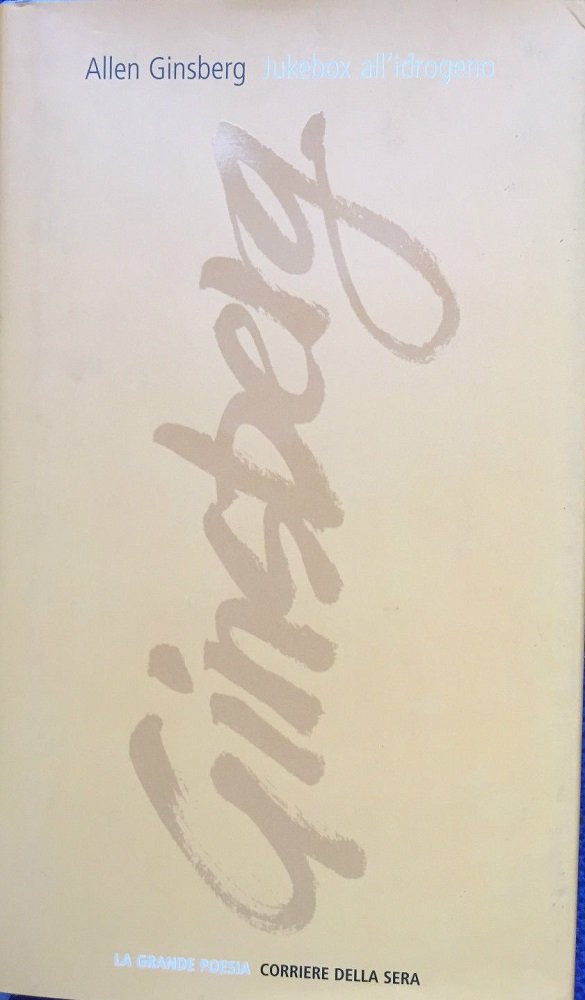 Allen Ginsberg Jukebox all'idrogeno
Ginsberg
LA GRANDE POESIA CORRIERE DELLA SERA